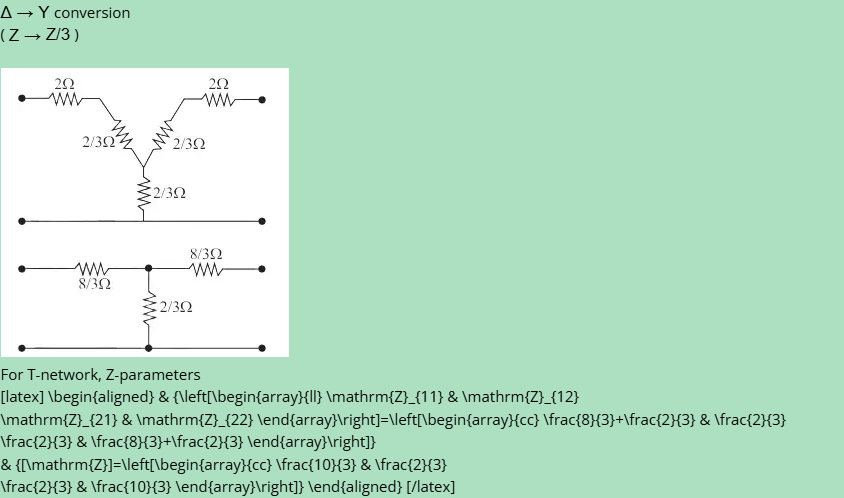 Δ → Y conversion
( Z → Z/3 )
2Ω 2Ω
2/3Ω 2/3Ω
2/3Ω
8/3Ω
8/3Ω
2/3Ω
For T-network, Z-parameters
[latex] \begin{aligned} & {\left[\begin{array}{ll} \mathrm{Z}_{11} & \mathrm{Z}_{12}
\mathrm{Z}_{21} & \mathrm{Z}_{22} \end{array}\right]=\left[\begin{array}{cc} \frac{8}{3}+\frac{2}{3} & \frac{2}{3}
\frac{2}{3} & \frac{8}{3}+\frac{2}{3} \end{array}\right]}
& {[\mathrm{Z}]=\left[\begin{array}{cc} \frac{10}{3} & \frac{2}{3}
\frac{2}{3} & \frac{10}{3} \end{array}\right]} \end{aligned} [/latex]